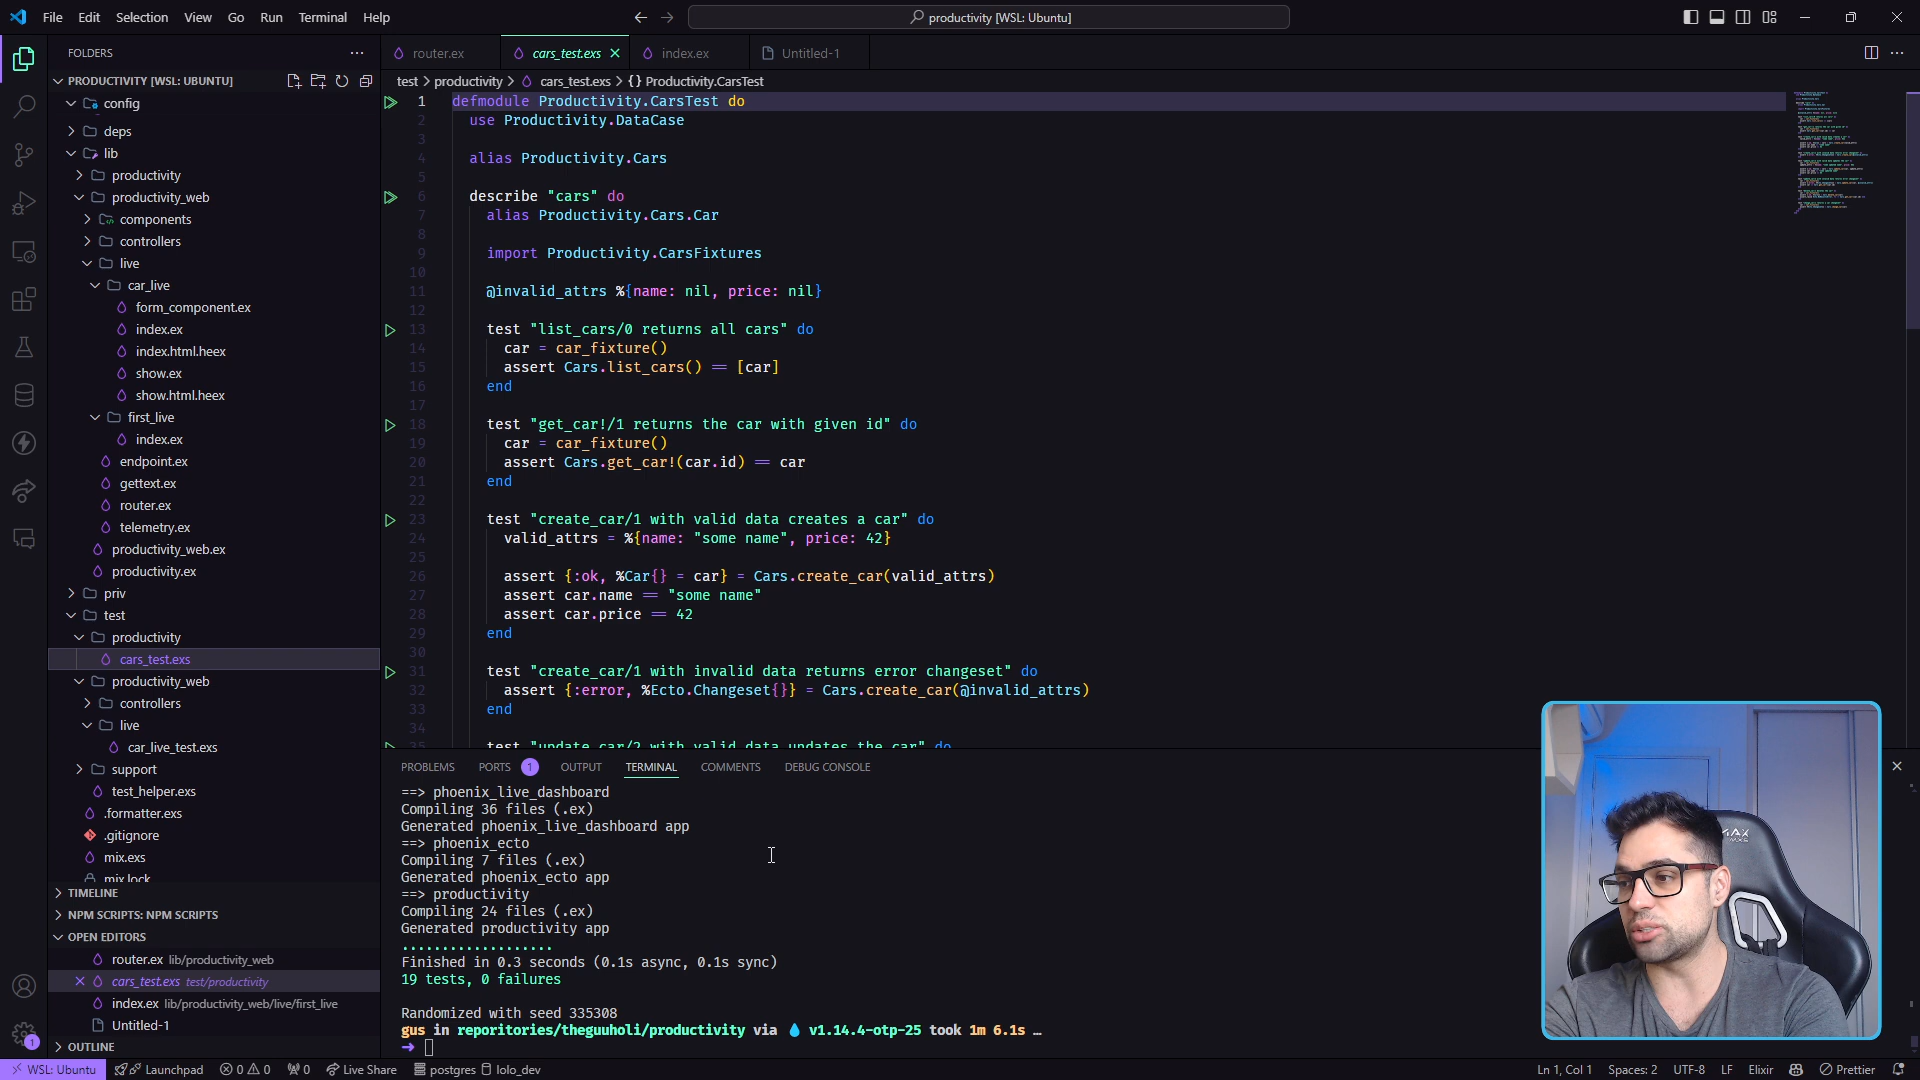 File Edit Selection View Go Run Terminal Help
productivity [WSL: Ubuntu]
FOLDERS
PRODUCTIVITY [WSL: UBUNTU]
config
deps
lib
productivity
productivity_web
components
controllers
live
car_live
form_component.ex
index.ex
index.html.heex
show.ex
show.html.heex
first_live
index.ex
endpoint.ex
gettext.ex
router.ex
telemetry.ex
productivity_web.ex
productivity.ex
priv
test
productivity
cars_test.exs
productivity_web
controllers
live
car_live_test.exs
support
test_helper.exs
.formatter.exs
.gitignore
mix.exs
mix.lock
TIMELINE
NPM SCRIPTS: NPM SCRIPTS
OPEN EDITORS
router.ex lib/productivity_web
cars_test.exs test/productivity
index.ex lib/productivity_web/live/first_live
Untitled-1
OUTLINE
router.ex cars_test.exs index.ex Untitled-1
test > productivity > cars_test.exs > {} Productivity.CarsTest
1 defmodule Productivity.CarsTest do
2 use Productivity.DataCase
3
4 alias Productivity.Cars
5
6 describe "cars" do
7 alias Productivity.Cars.Car
8
9 import Productivity.CarsFixtures
10
11 @invalid_attrs %{name: nil, price: nil}
12
13 test "list_cars/0 returns all cars" do
14 car = car_fixture()
15 assert Cars.list_cars() == [car]
16 end
17
18 test "get_car!/1 returns the car with given id" do
19 car = car_fixture()
20 assert Cars.get_car!(car.id) == car
21 end
22
23 test "create_car/1 with valid data creates a car" do
24 valid_attrs = %{name: "some name", price: 42}
25
26 assert {:ok, %Car{} = car} = Cars.create_car(valid_attrs)
27 assert car.name == "some name"
28 assert car.price == 42
29 end
30
31 test "create_car/1 with invalid data returns error changeset" do
32 assert {:error, %Ecto.Changeset{}} = Cars.create_car(@invalid_attrs)
33 end
34
35 test "update_car/2 with valid data updates the car" do
PROBLEMS PORTS 1 OUTPUT TERMINAL COMMENTS DEBUG CONSOLE
==> phoenix_live_dashboard
Compiling 36 files (.ex)
Generated phoenix_live_dashboard app
==> phoenix_ecto
Compiling 7 files (.ex)
Generated phoenix_ecto app
==> productivity
Compiling 24 files (.ex)
Generated productivity app
...................
Finished in 0.3 seconds (0.1s async, 0.1s sync)
19 tests, 0 failures
Randomized with seed 335308
gus in reporitories/theguuholi/productivity via v1.14.4-otp-25 took 1m 6.1s …
➜
1
WSL: Ubuntu Launchpad 0 0 0 Live Share postgres lolo_dev Ln 1, Col 1 Spaces: 2 UTF-8 LF Elixir Prettier